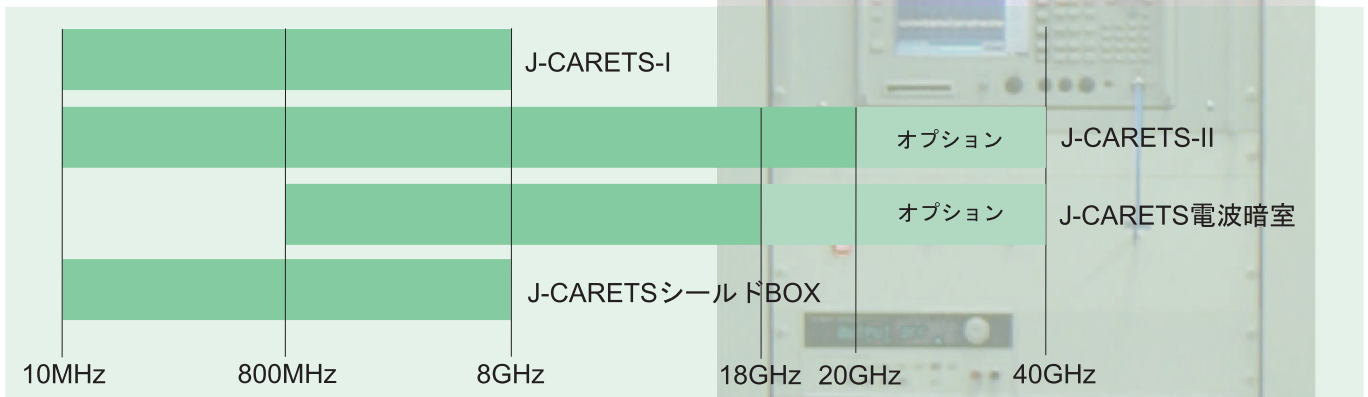 J-CARETS-I
オプション J-CARETS-II
オプション J-CARETS電波暗室
J-CARETSシールドBOX
10MHz 800MHz 8GHz 18GHz 20GHz 40GHz